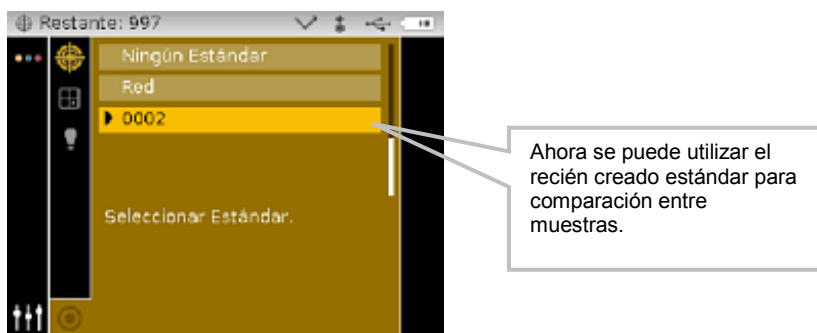 Restante: 997
Ningún Estándar
Red
0002
Seleccionar Estándar.
Ahora se puede utilizar el
recién creado estándar para
comparación entre
muestras.